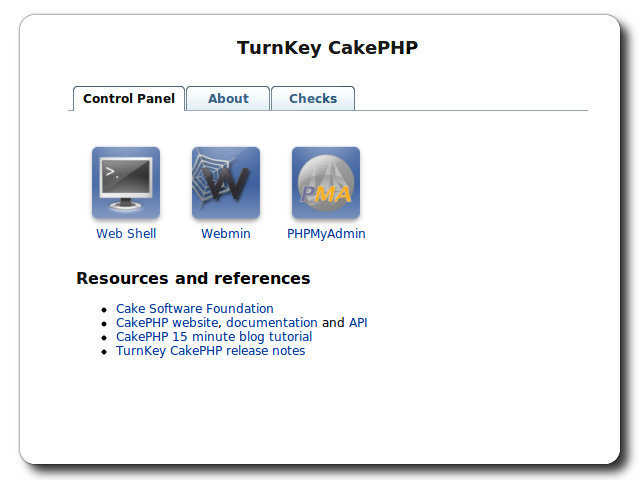 TurnKey CakePHP
Control Panel About Checks
>_
W
PMA
Web Shell Webmin PHPMyAdmin
Resources and references
Cake Software Foundation
CakePHP website, documentation and API
CakePHP 15 minute blog tutorial
TurnKey CakePHP release notes